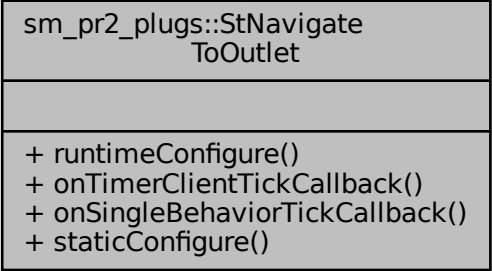 sm_pr2_plugs::StNavigate
ToOutlet
+ runtimeConfigure()
+ onTimerClientTickCallback()
+ onSingleBehaviorTickCallback()
+ staticConfigure()